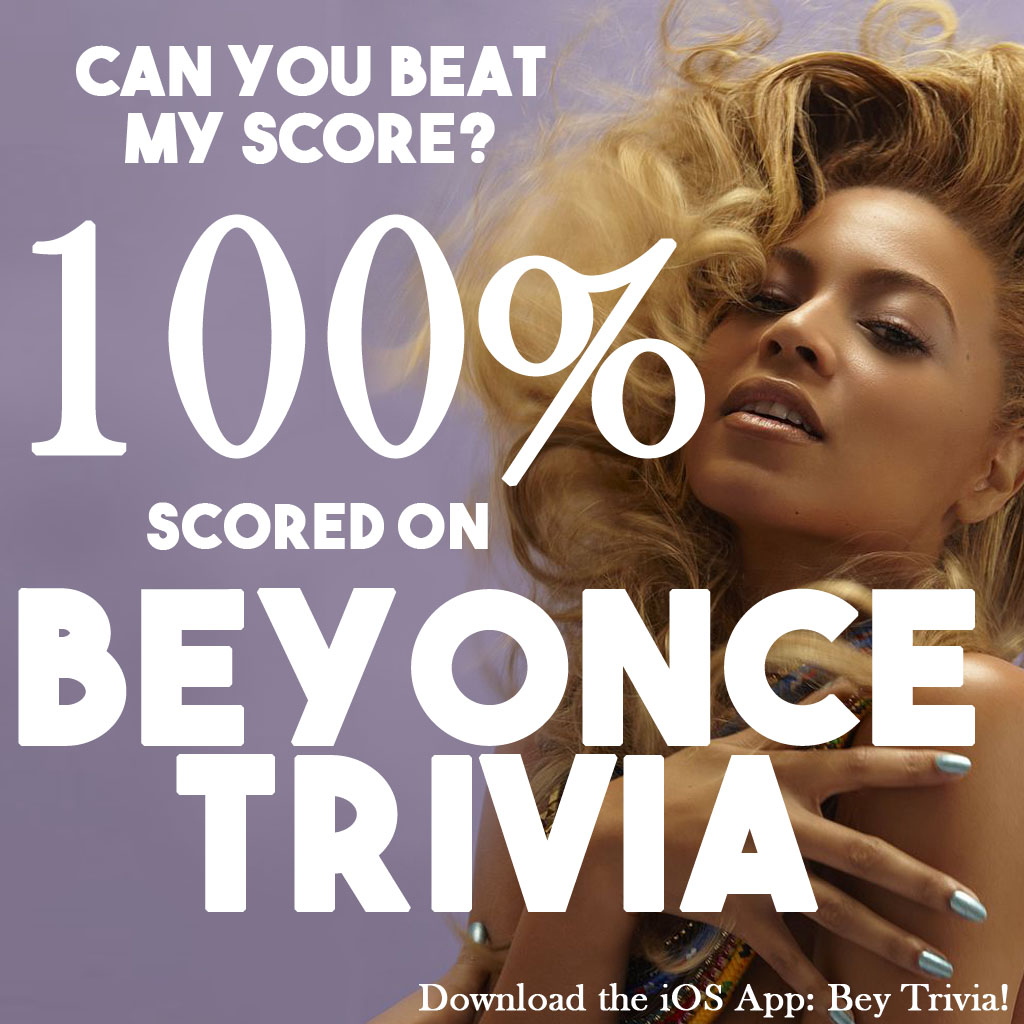 CAN YOU BEAT
MY SCORE?
100%
SCORED ON
BEYONCE
TRIVIA
Download the iOS App: Bey Trivia!